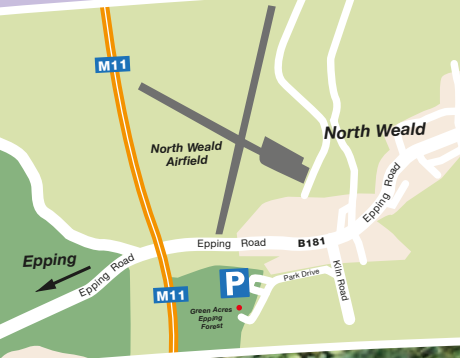 M11
North Weald
North Weald
Airfield
Epping Road
Epping Road
B181
Epping
Epping Road
Kiln Road
Park Drive
P
M11
Green Acres
Epping
Forest